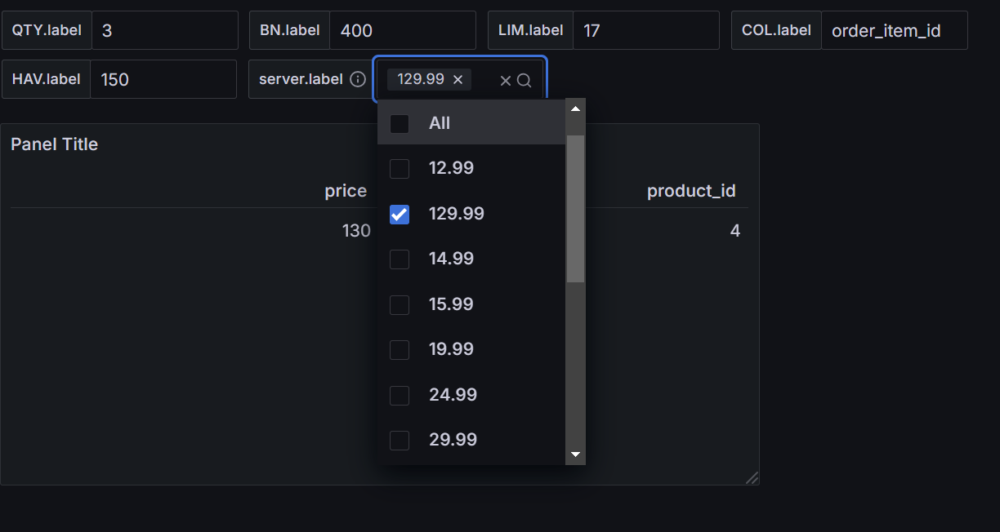 QTY.label 3 BN.label 400 LIM.label 17 COL.label order_item_id
HAV.label 150 server.label 129.99
All
Panel Title
12.99
price product_id
129.99
130 4
14.99
15.99
19.99
24.99
29.99